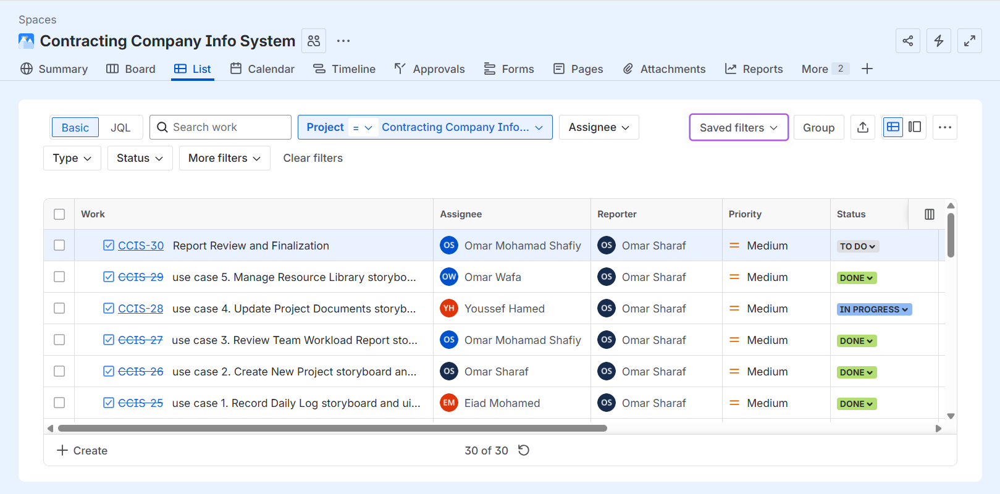 Spaces
Contracting Company Info System
Summary Board List Calendar Timeline Approvals Forms Pages Attachments Reports More 2
Basic JQL Search work Project = Contracting Company Info... Assignee Saved filters Group
Type Status More filters Clear filters
Work Assignee Reporter Priority Status
CCIS-30 Report Review and Finalization OS Omar Mohamad Shafiy OS Omar Sharaf Medium TO DO
CCIS-29 use case 5. Manage Resource Library storybo... OW Omar Wafa OS Omar Sharaf Medium DONE
CCIS-28 use case 4. Update Project Documents storyb... YH Youssef Hamed OS Omar Sharaf Medium IN PROGRESS
CCIS-27 use case 3. Review Team Workload Report sto... OS Omar Mohamad Shafiy OS Omar Sharaf Medium DONE
CCIS-26 use case 2. Create New Project storyboard an... OS Omar Sharaf OS Omar Sharaf Medium DONE
CCIS-25 use case 1. Record Daily Log storyboard and ui... EM Eiad Mohamed OS Omar Sharaf Medium DONE
Create 30 of 30